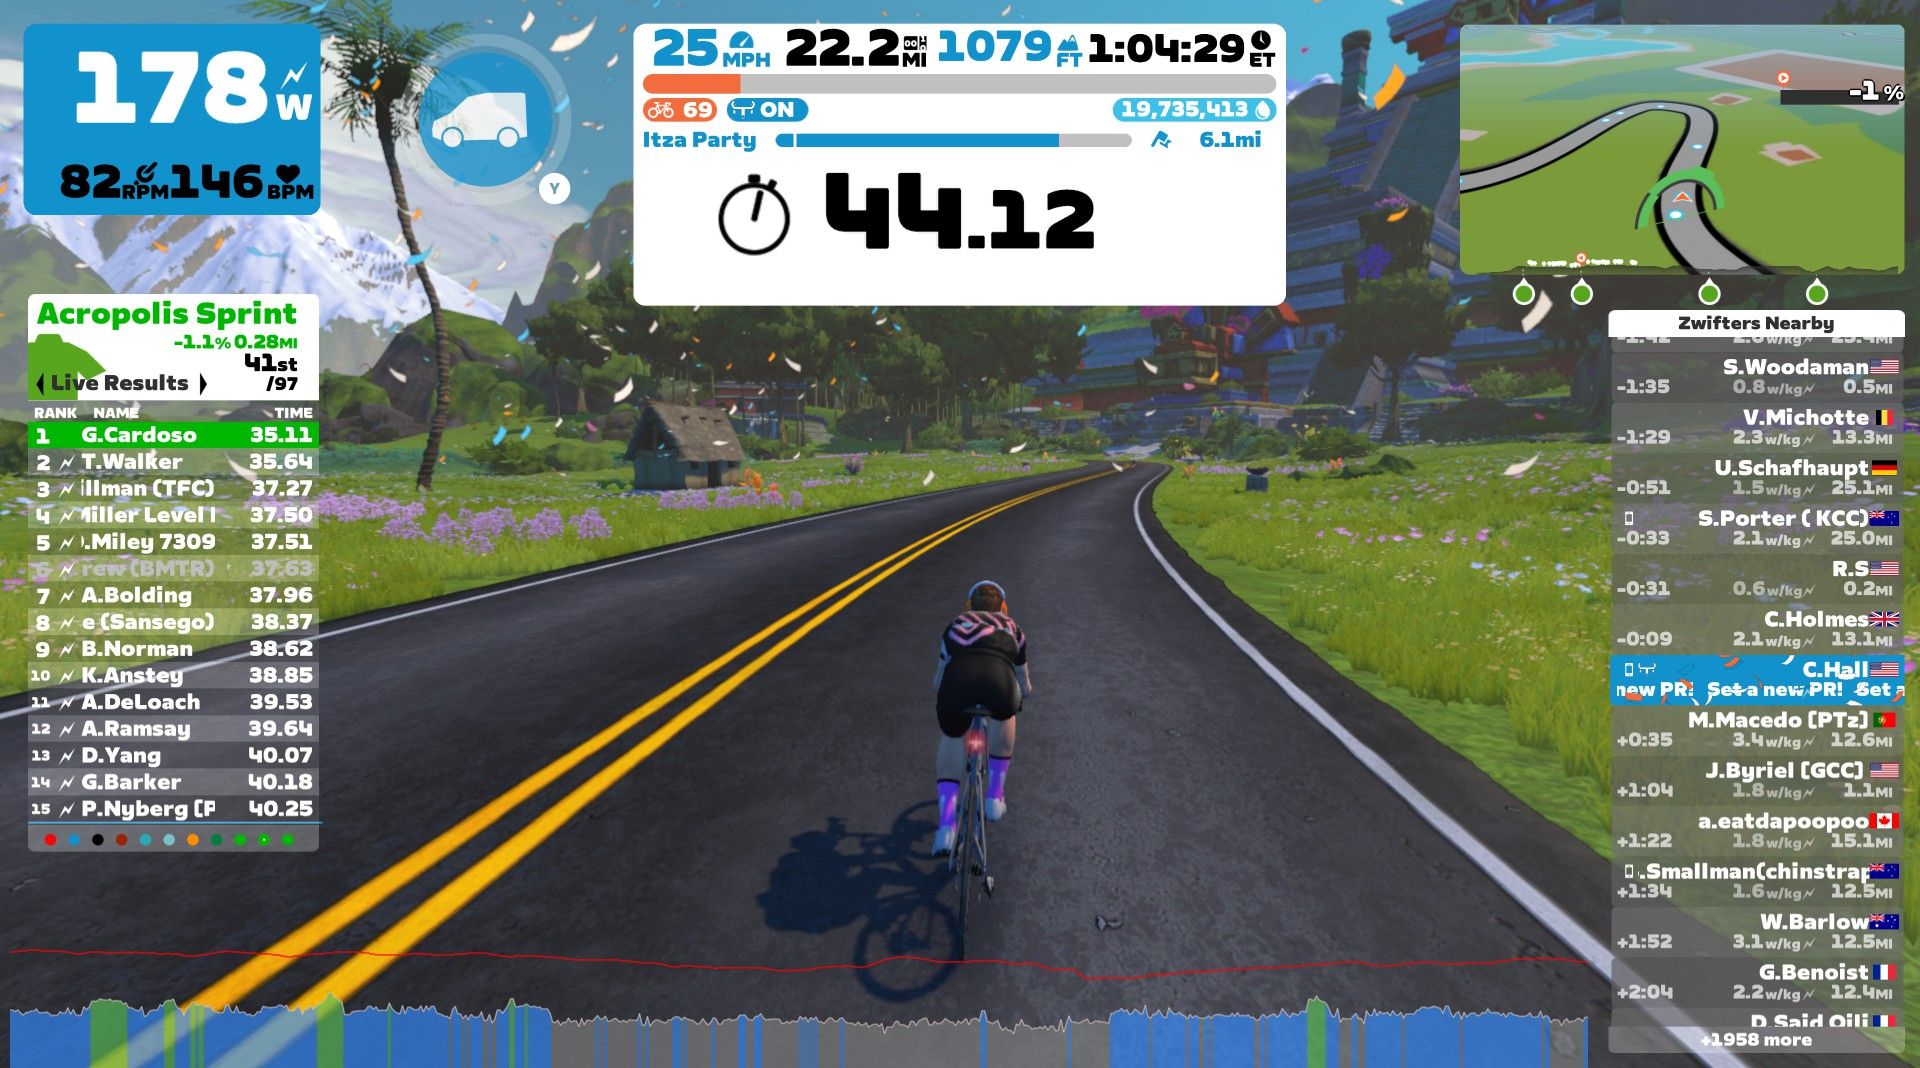 178 W
82 RPM 146 BPM
Y
25 MPH 22.2 MI 1079 FT 1:04:29 ET
69 ON 19,735,413
Itza Party 6.1mi
44.12
-1%
Acropolis Sprint
-1.1% 0.28MI
41st
/97
Live Results
RANK NAME TIME
1 G.Cardoso 35.11
2 T.Walker 35.64
3 illman (TFC) 37.27
4 Miller Level 37.50
5 .Miley 7309 37.51
6 rew (BMTR) 37.63
7 A.Bolding 37.96
8 e (Sansego) 38.37
9 B.Norman 38.62
10 K.Anstey 38.85
11 A.DeLoach 39.53
12 A.Ramsay 39.64
13 D.Yang 40.07
14 G.Barker 40.18
15 P.Nyberg [P 40.25
Zwifters Nearby
S.Woodaman
-1:35 0.8w/kg 0.5MI
V.Michotte
-1:29 2.3w/kg 13.3MI
U.Schafhaupt
-0:51 1.5w/kg 25.1MI
S.Porter ( KCC)
-0:33 2.1w/kg 25.0MI
R.S
-0:31 0.6w/kg 0.2MI
C.Holmes
-0:09 2.1w/kg 13.1MI
C.Hall
new PR! Set a new PR! Set a
M.Macedo [PTz]
+0:35 3.4w/kg 12.6MI
J.Byriel [GCC]
+1:04 1.8w/kg 1.1MI
a.eatdapoopoo
+1:22 1.8w/kg 15.1MI
.Smallman(chinstrap
+1:34 1.6w/kg 12.5MI
W.Barlow
+1:52 3.1w/kg 12.5MI
G.Benoist
+2:04 2.2w/kg 12.4MI
D.Said Oili
+1958 more